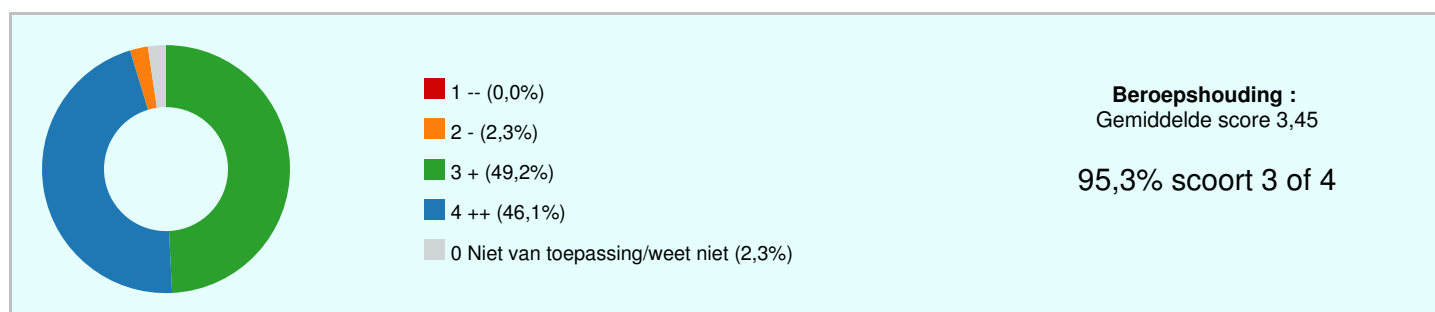 1 -- (0,0%)
2 - (2,3%)
3 + (49,2%)
4 ++ (46,1%)
0 Niet van toepassing/weet niet (2,3%)
Beroepshouding :
Gemiddelde score 3,45
95,3% scoort 3 of 4